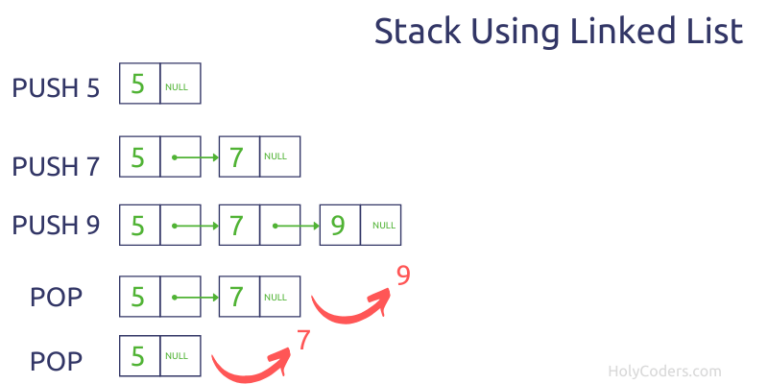 Stack Using Linked List
PUSH 5 5 NULL
PUSH 7 5 7 NULL
PUSH 9 5 7 9 NULL
POP 5 7 NULL 9
POP 5 NULL 7
HolyCoders.com